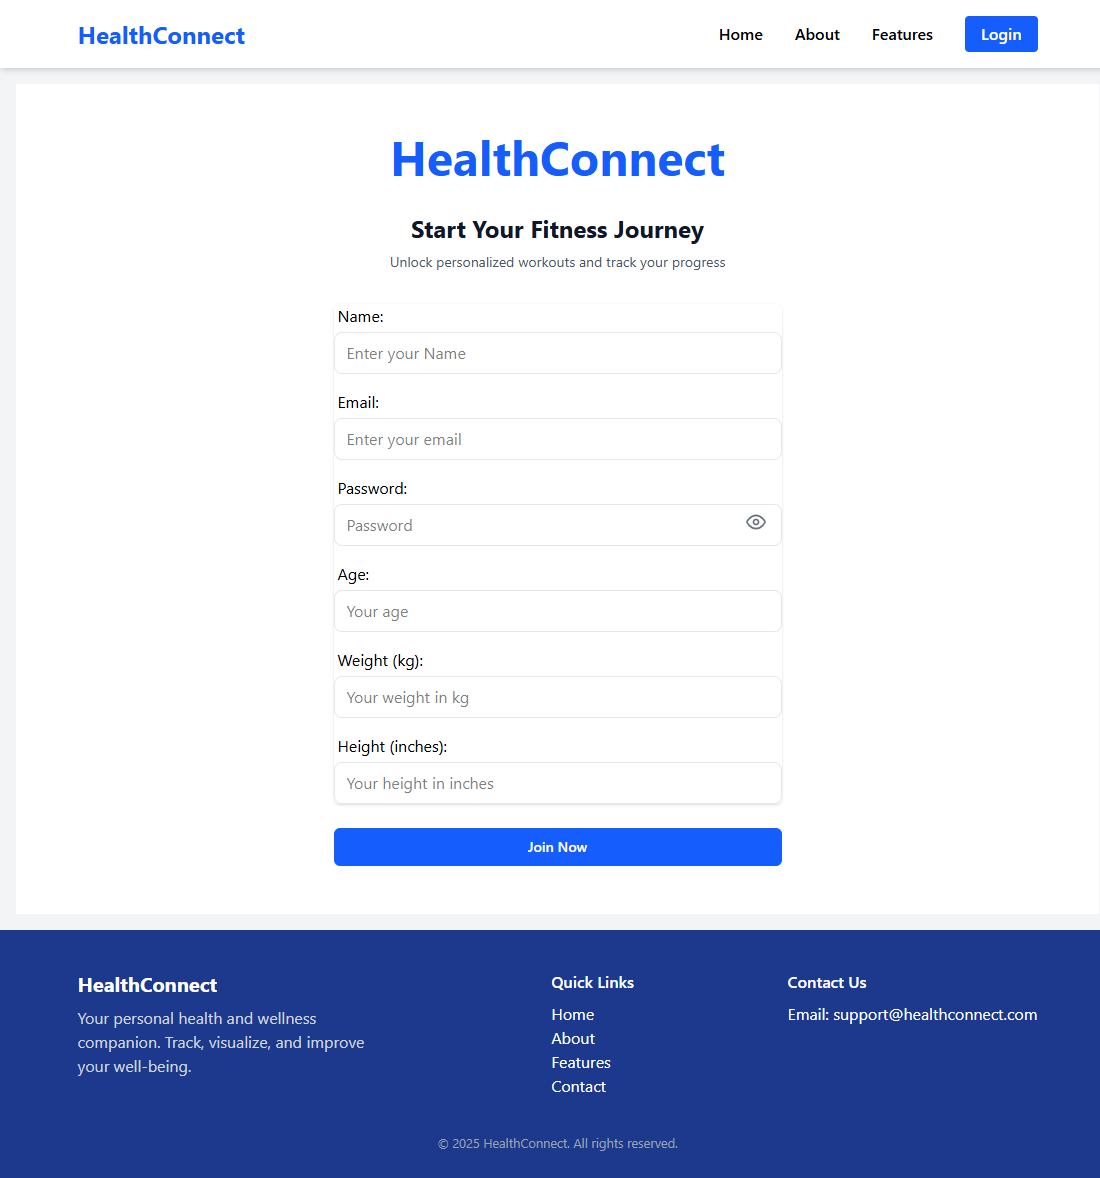 HealthConnect
Home
About
Features
Login
HealthConnect
Start Your Fitness Journey
Unlock personalized workouts and track your progress
Name:
Enter your Name
Email:
Enter your email
Password:
Password
Age:
Your age
Weight (kg):
Your weight in kg
Height (inches):
Your height in inches
Join Now
HealthConnect
Your personal health and wellness
companion. Track, visualize, and improve
your well-being.
Quick Links
Home
About
Features
Contact
Contact Us
Email: support@healthconnect.com
© 2025 HealthConnect. All rights reserved.